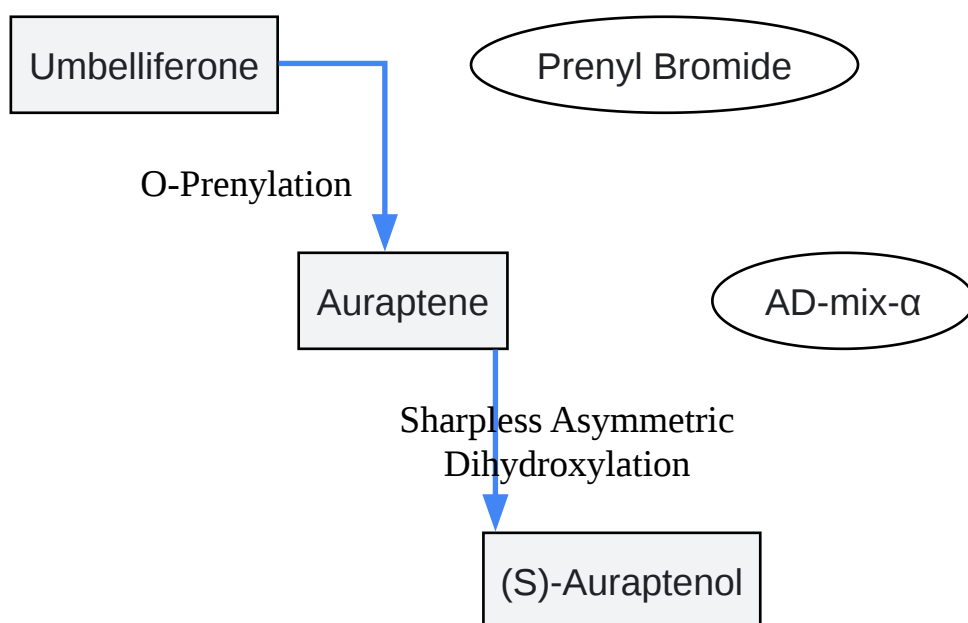 Umbelliferone
Prenyl Bromide
O-Prenylation
Auraptene
AD-mix-α
Sharpless Asymmetric
Dihydroxylation
(S)-Auraptenol